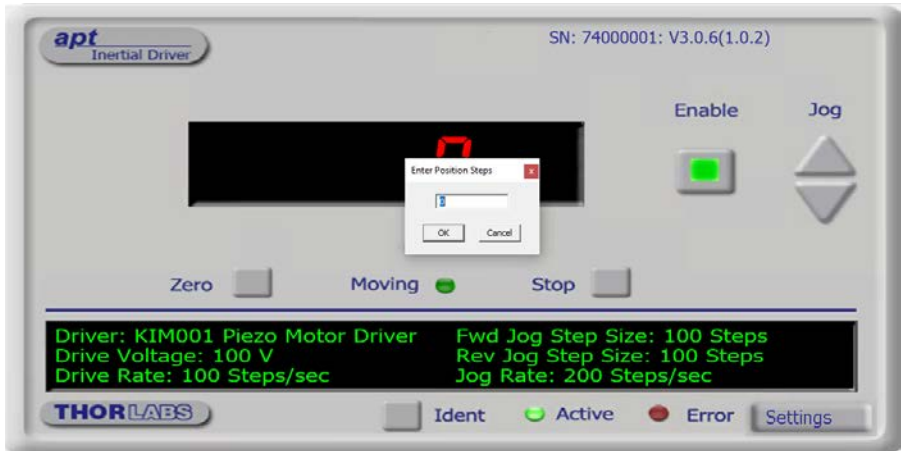 apt
Inertial Driver
SN: 74000001: V3.0.6(1.0.2)
Enable
Jog
Enter Position Steps
x
0
OK Cancel
Zero Moving Stop
Driver: KIM001 Piezo Motor Driver Fwd Jog Step Size: 100 Steps
Drive Voltage: 100 V Rev Jog Step Size: 100 Steps
Drive Rate: 100 Steps/sec Jog Rate: 200 Steps/sec
THORLABS Ident Active Error Settings